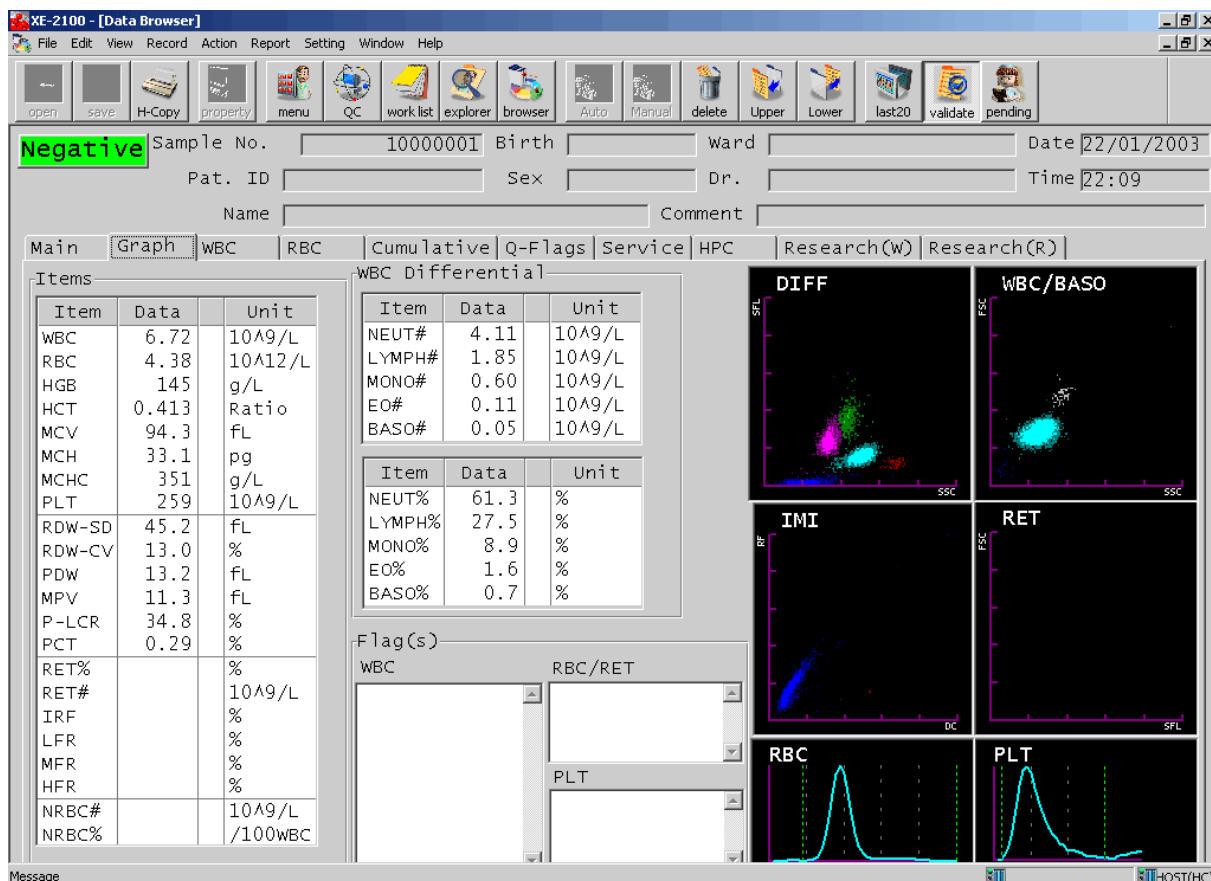 XE-2100 - [Data Browser]
File Edit View Record Action Report Setting Window Help
open save H-Copy property menu QC work list explorer browser Auto Manual delete Upper Lower last20 validate pending
Negative Sample No. 10000001 Birth Ward Date 22/01/2003
Pat. ID Sex Dr. Time 22:09
Name Comment
Main Graph WBC RBC Cumulative Q-Flags Service HPC Research(W) Research(R)
Items
Item Data Unit
WBC 6.72 10^9/L
RBC 4.38 10^12/L
HGB 145 g/L
HCT 0.413 Ratio
MCV 94.3 fL
MCH 33.1 pg
MCHC 351 g/L
PLT 259 10^9/L
RDW-SD 45.2 fL
RDW-CV 13.0 %
PDW 13.2 fL
MPV 11.3 fL
P-LCR 34.8 %
PCT 0.29 %
RET% %
RET# 10^9/L
IRF %
LFR %
MFR %
HFR %
NRBC# 10^9/L
NRBC% /100WBC
WBC Differential
Item Data Unit
NEUT# 4.11 10^9/L
LYMPH# 1.85 10^9/L
MONO# 0.60 10^9/L
EO# 0.11 10^9/L
BASO# 0.05 10^9/L
Item Data Unit
NEUT% 61.3 %
LYMPH% 27.5 %
MONO% 8.9 %
EO% 1.6 %
BASO% 0.7 %
Flag(s)
WBC RBC/RET
PLT
DIFF
SFL
SSC
WBC/BASO
FSC
SSC
IMI
RF
DC
RET
FSC
SFL
RBC
PLT
Message HOST(HC)